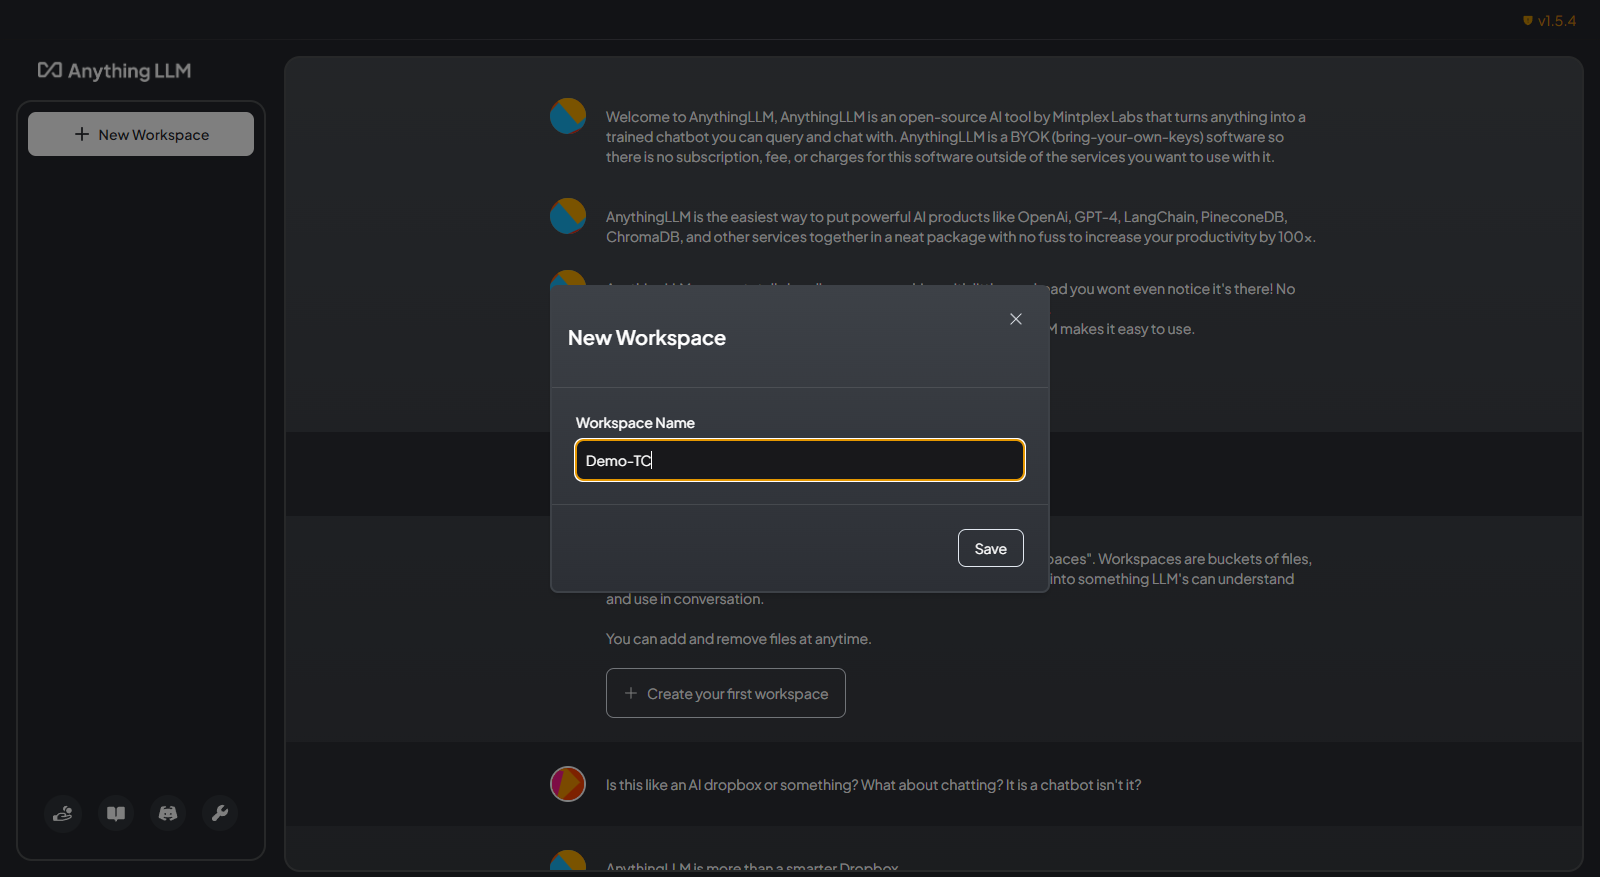 v1.5.4
Anything LLM
New Workspace
Welcome to AnythingLLM, AnythingLLM is an open-source AI tool by Mintplex Labs that turns anything into a
trained chatbot you can query and chat with. AnythingLLM is a BYOK (bring-your-own-keys) software so
there is no subscription, fee, or charges for this software outside of the services you want to use with it.
AnythingLLM is the easiest way to put powerful AI products like OpenAi, GPT-4, LangChain, PineconeDB,
ChromaDB, and other services together in a neat package with no fuss to increase your productivity by 100x.
you wont even notice it's there! No
makes it easy to use.
New Workspace
Workspace Name
Demo-TC
Save
Workspaces are buckets of files,
into something LLM's can understand
and use in conversation.
You can add and remove files at anytime.
Create your first workspace
Is this like an AI dropbox or something? What about chatting? It is a chatbot isn't it?
AnythingLLM is more than a smarter Dropbox.